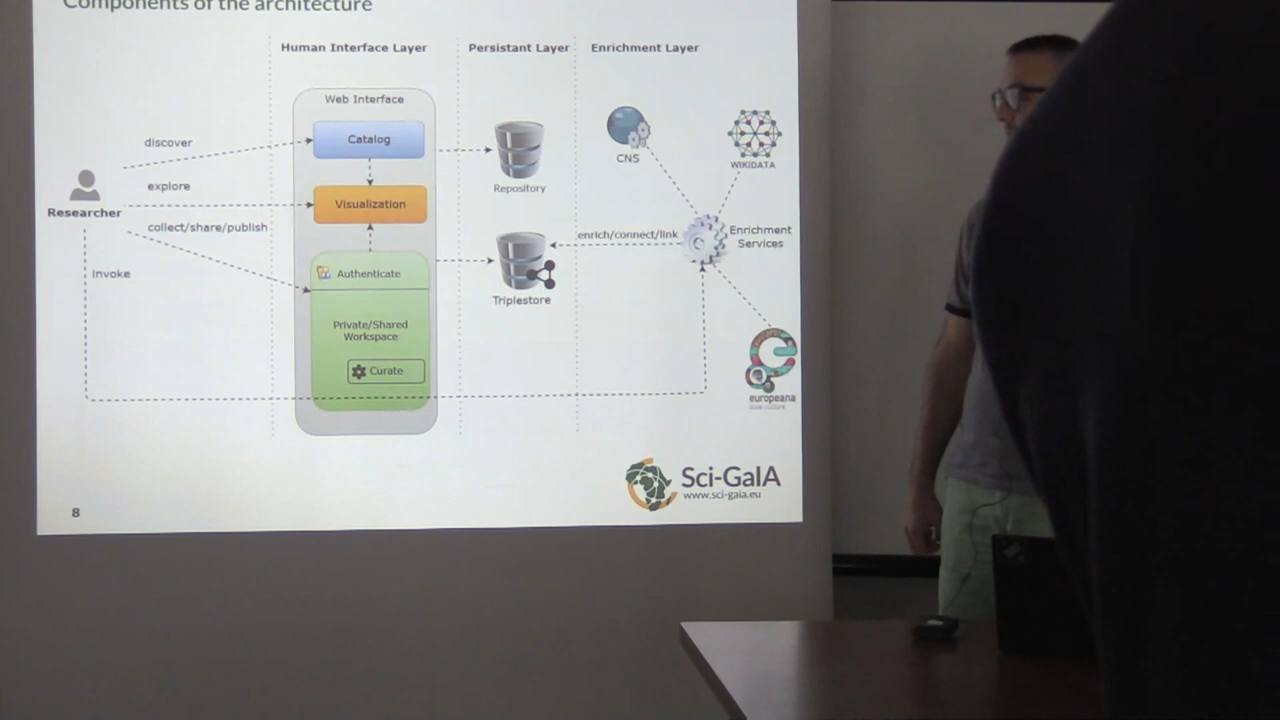 Components of the architecture
Human Interface Layer
Persistant Layer
Enrichment Layer
Web Interface
Catalog
discover
CNS
WIKIDATA
Repository
explore
Visualization
Researcher
collect/share/publish
enrich/connect/link
Enrichment
Services
invoke
Authenticate
Triplestore
Private/Shared
Workspace
Curate
europeana
Sci-GaIA
www.sci-gaia.eu
8